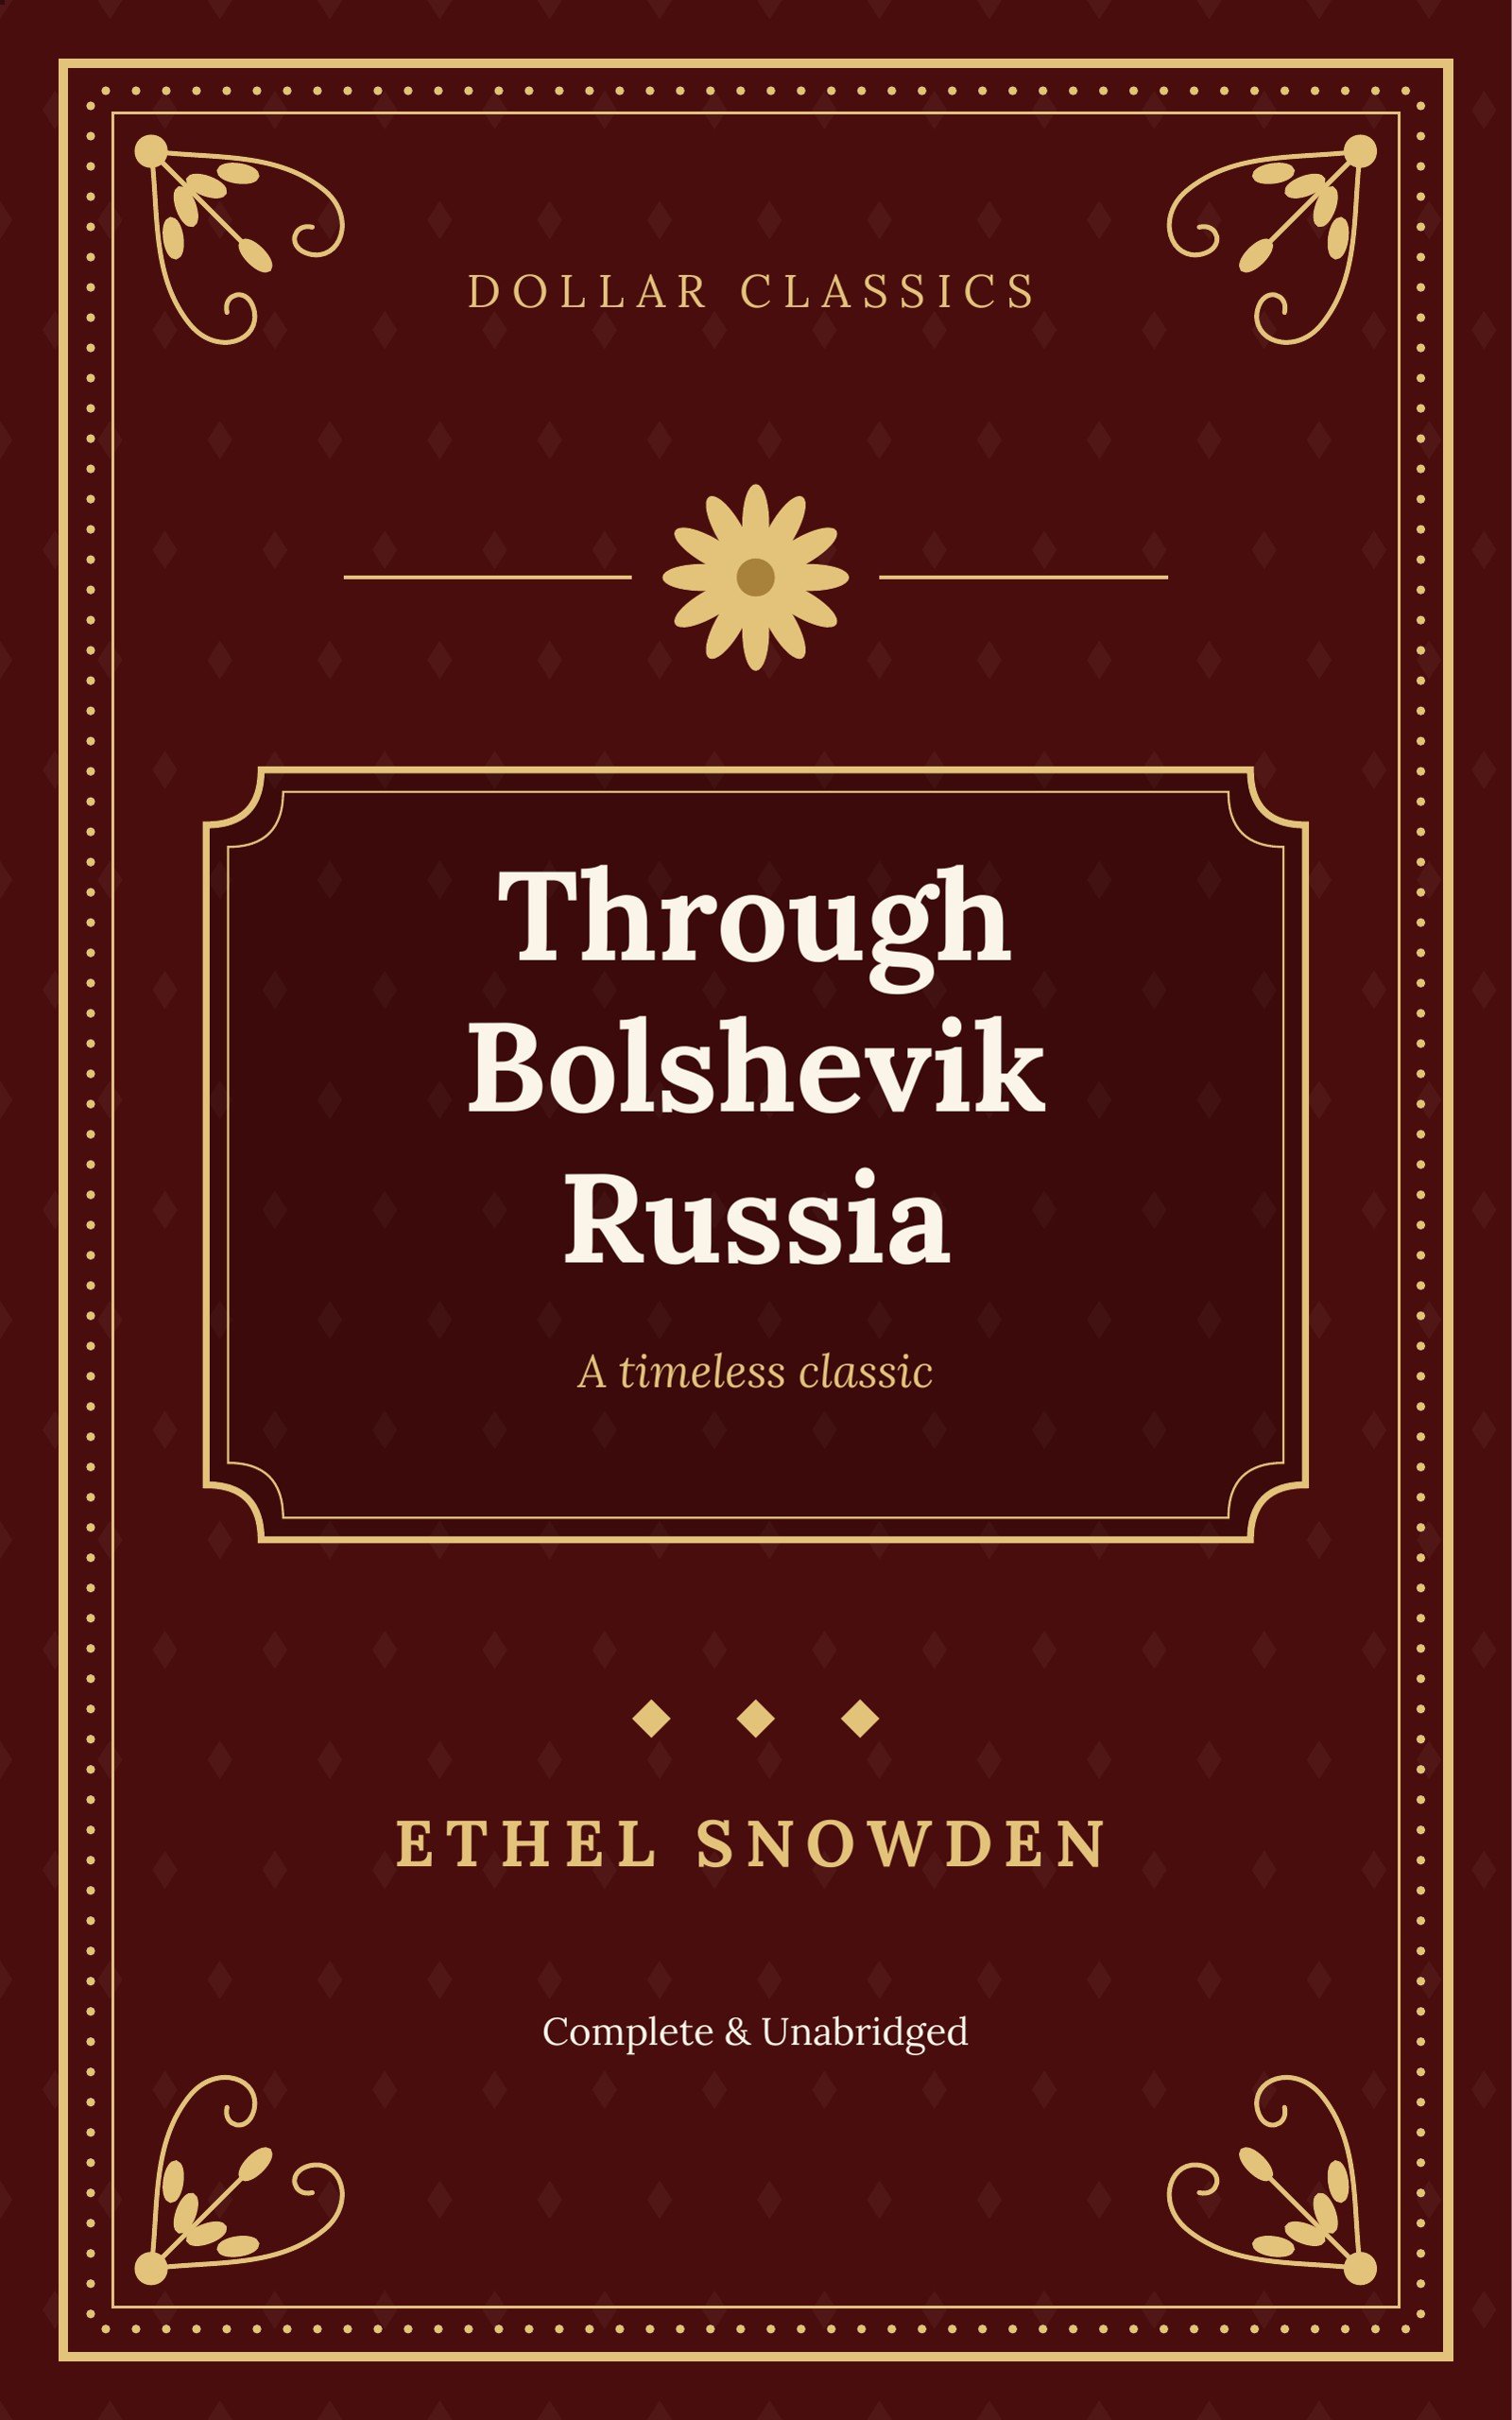 DOLLAR CLASSICS
Through
Bolshevik
Russia
A timeless classic
ETHEL SNOWDEN
Complete & Unabridged